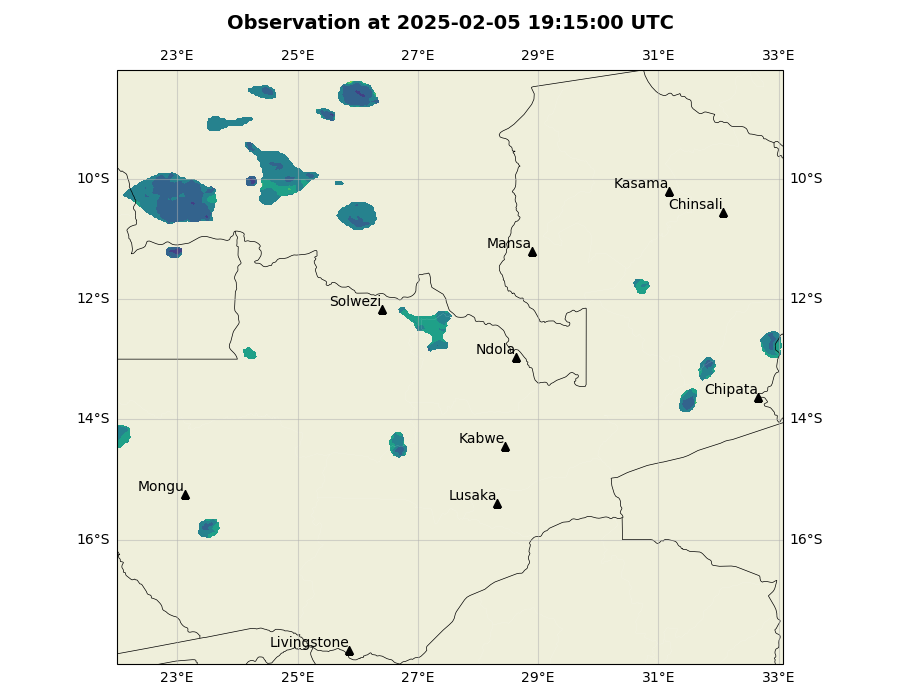 Observation at 2025-02-05 19:15:00 UTC
23°E 25°E 27°E 29°E 31°E 33°E
10°S 10°S
Kasama
Chinsali
Mansa
12°S 12°S
Solwezi
Ndola
Chipata
14°S 14°S
Kabwe
Mongu
Lusaka
16°S 16°S
Livingstone
23°E 25°E 27°E 29°E 31°E 33°E